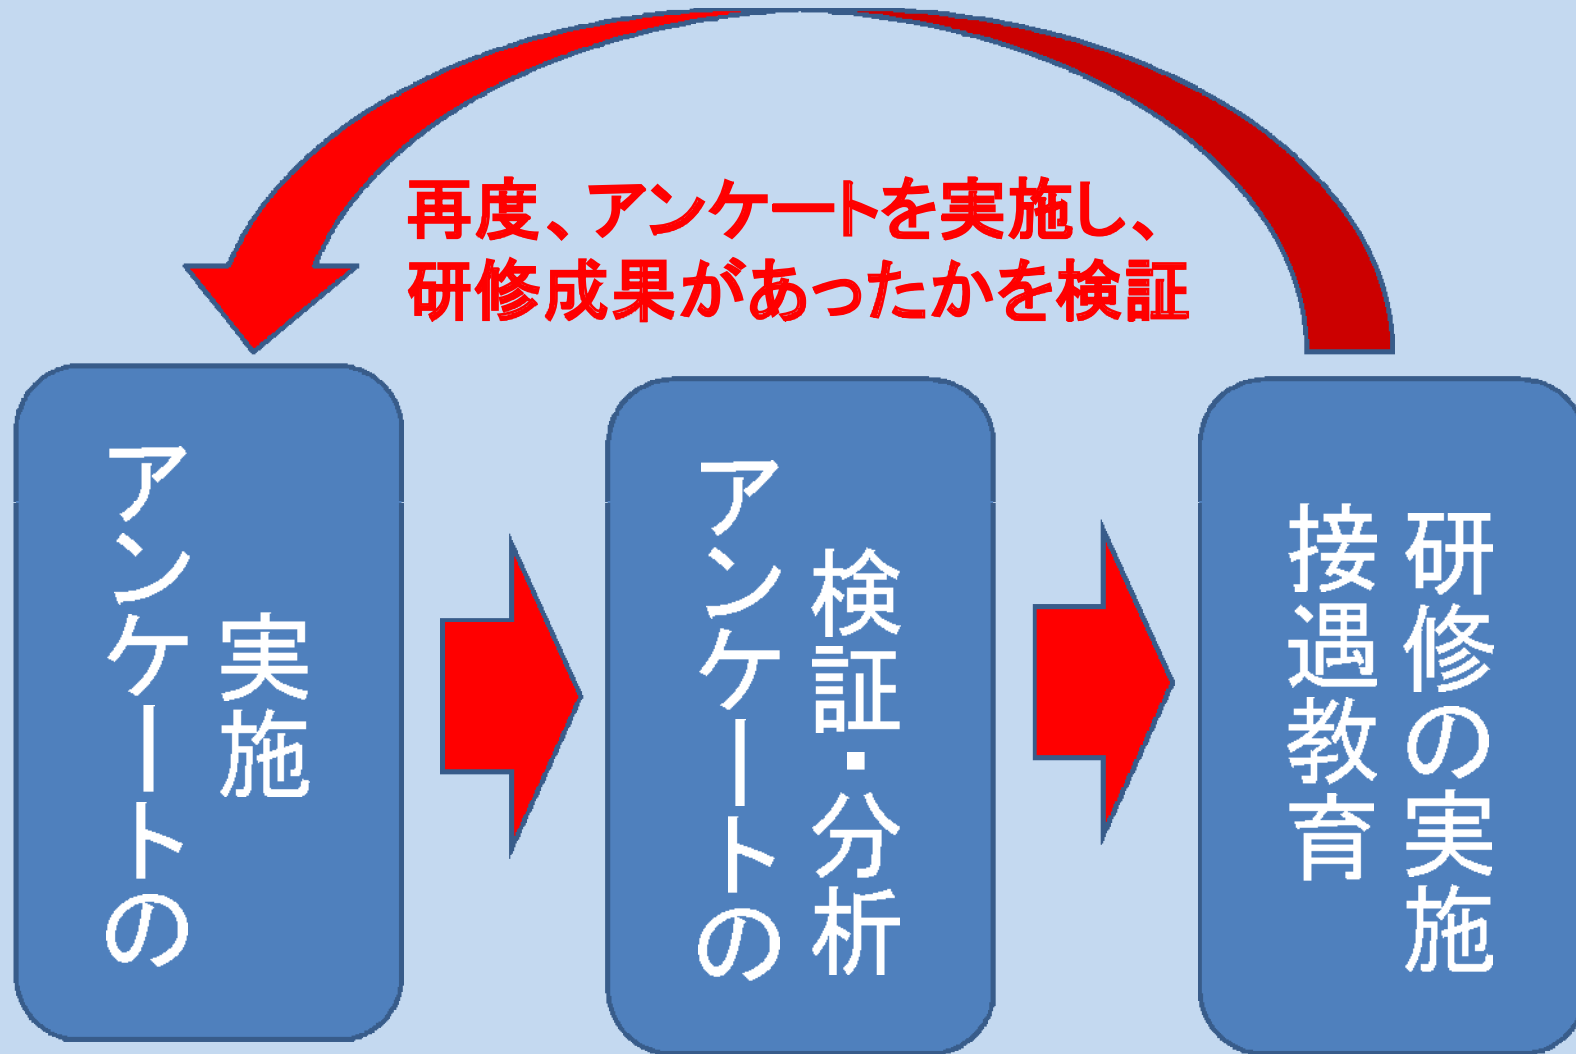 再度、アンケートを実施し、
研修成果があったかを検証
アンケートの
実施
アンケートの
検証・分析
接遇教育
研修の実施